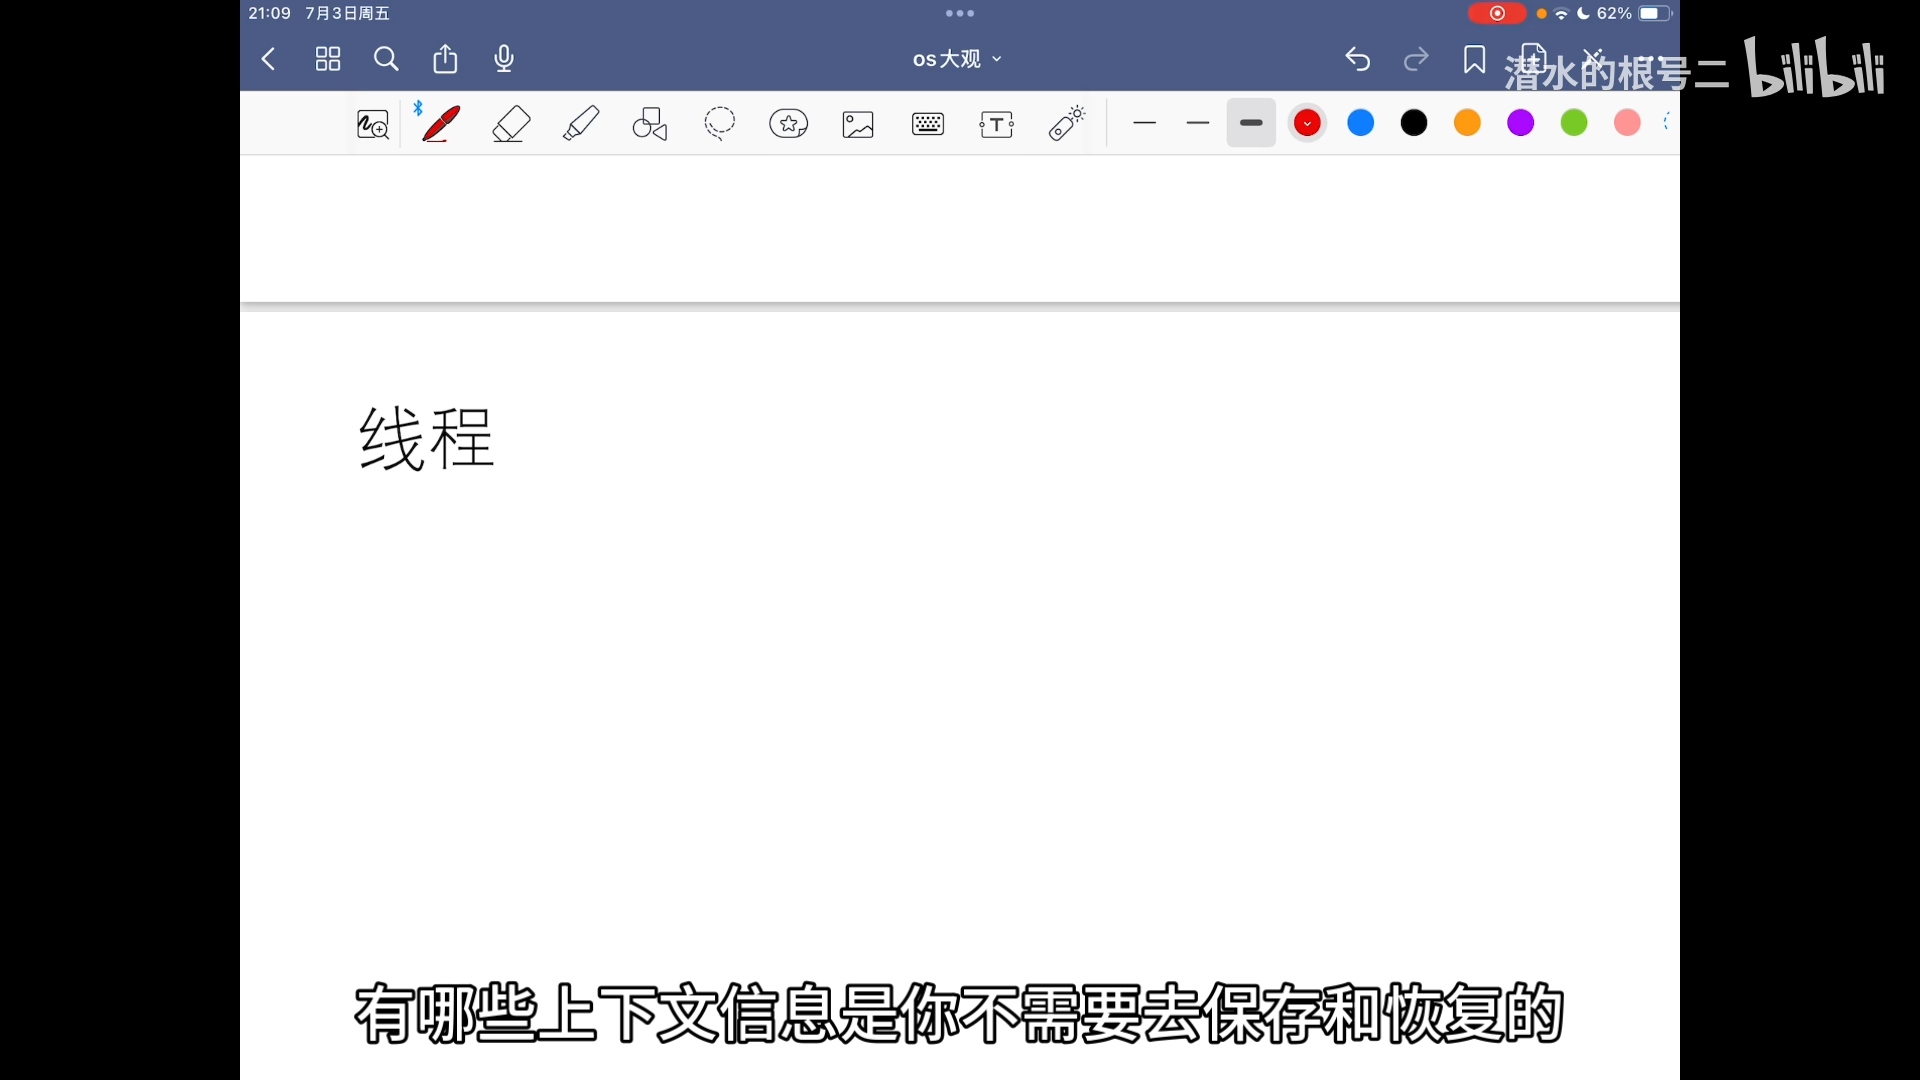 21:09 7月3日周五
62%
os大观
潜水的根号二 bilibili
T
线程
有哪些上下文信息是你不需要去保存和恢复的